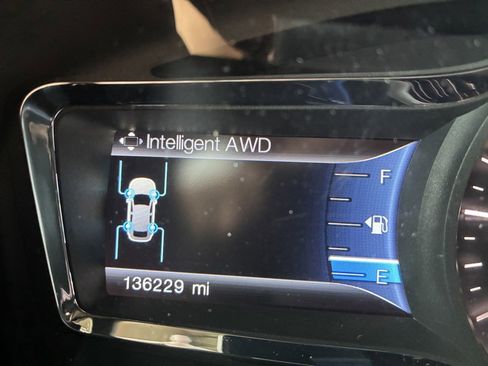 Intelligent AWD
F
E
136229 mi